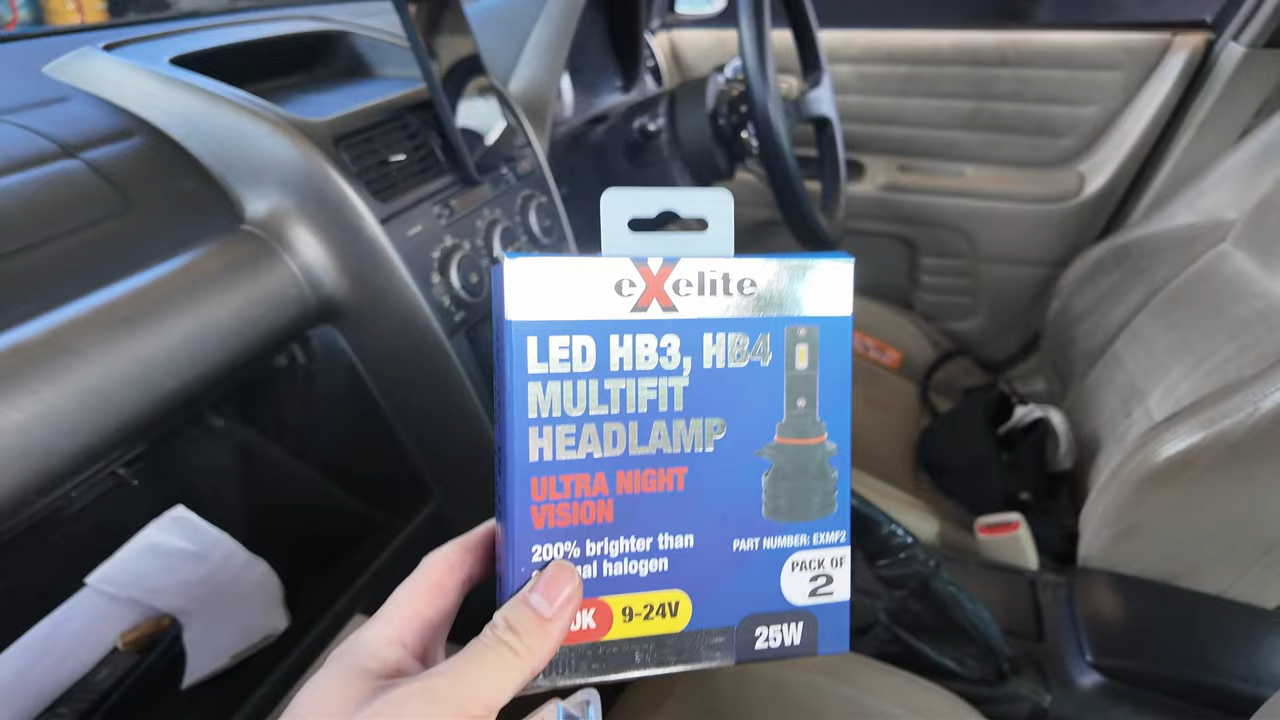 eXelite
LED HB3, HB4
MULTIFIT
HEADLAMP
ULTRA NIGHT
VISION
200% brighter than
halogen
PART NUMBER: EXMF2
PACK OF
2
9-24V
25W